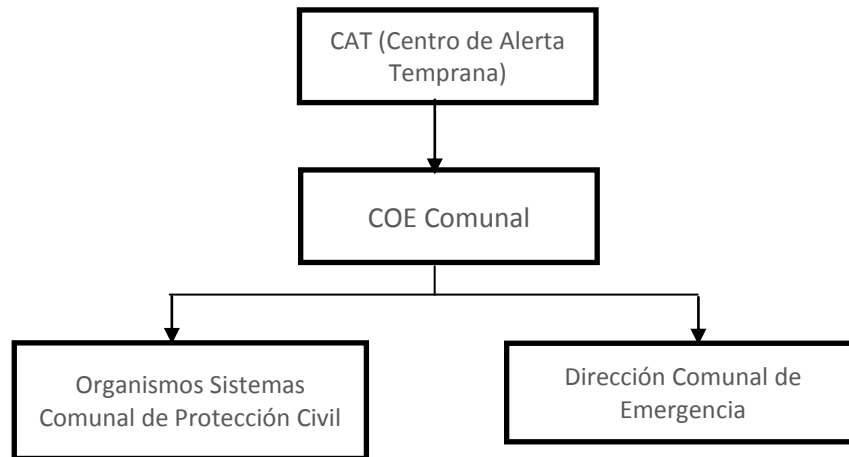 CAT (Centro de Alerta
Temprana)
COE Comunal
Organismos Sistemas
Comunal de Protección Civil
Dirección Comunal de
Emergencia